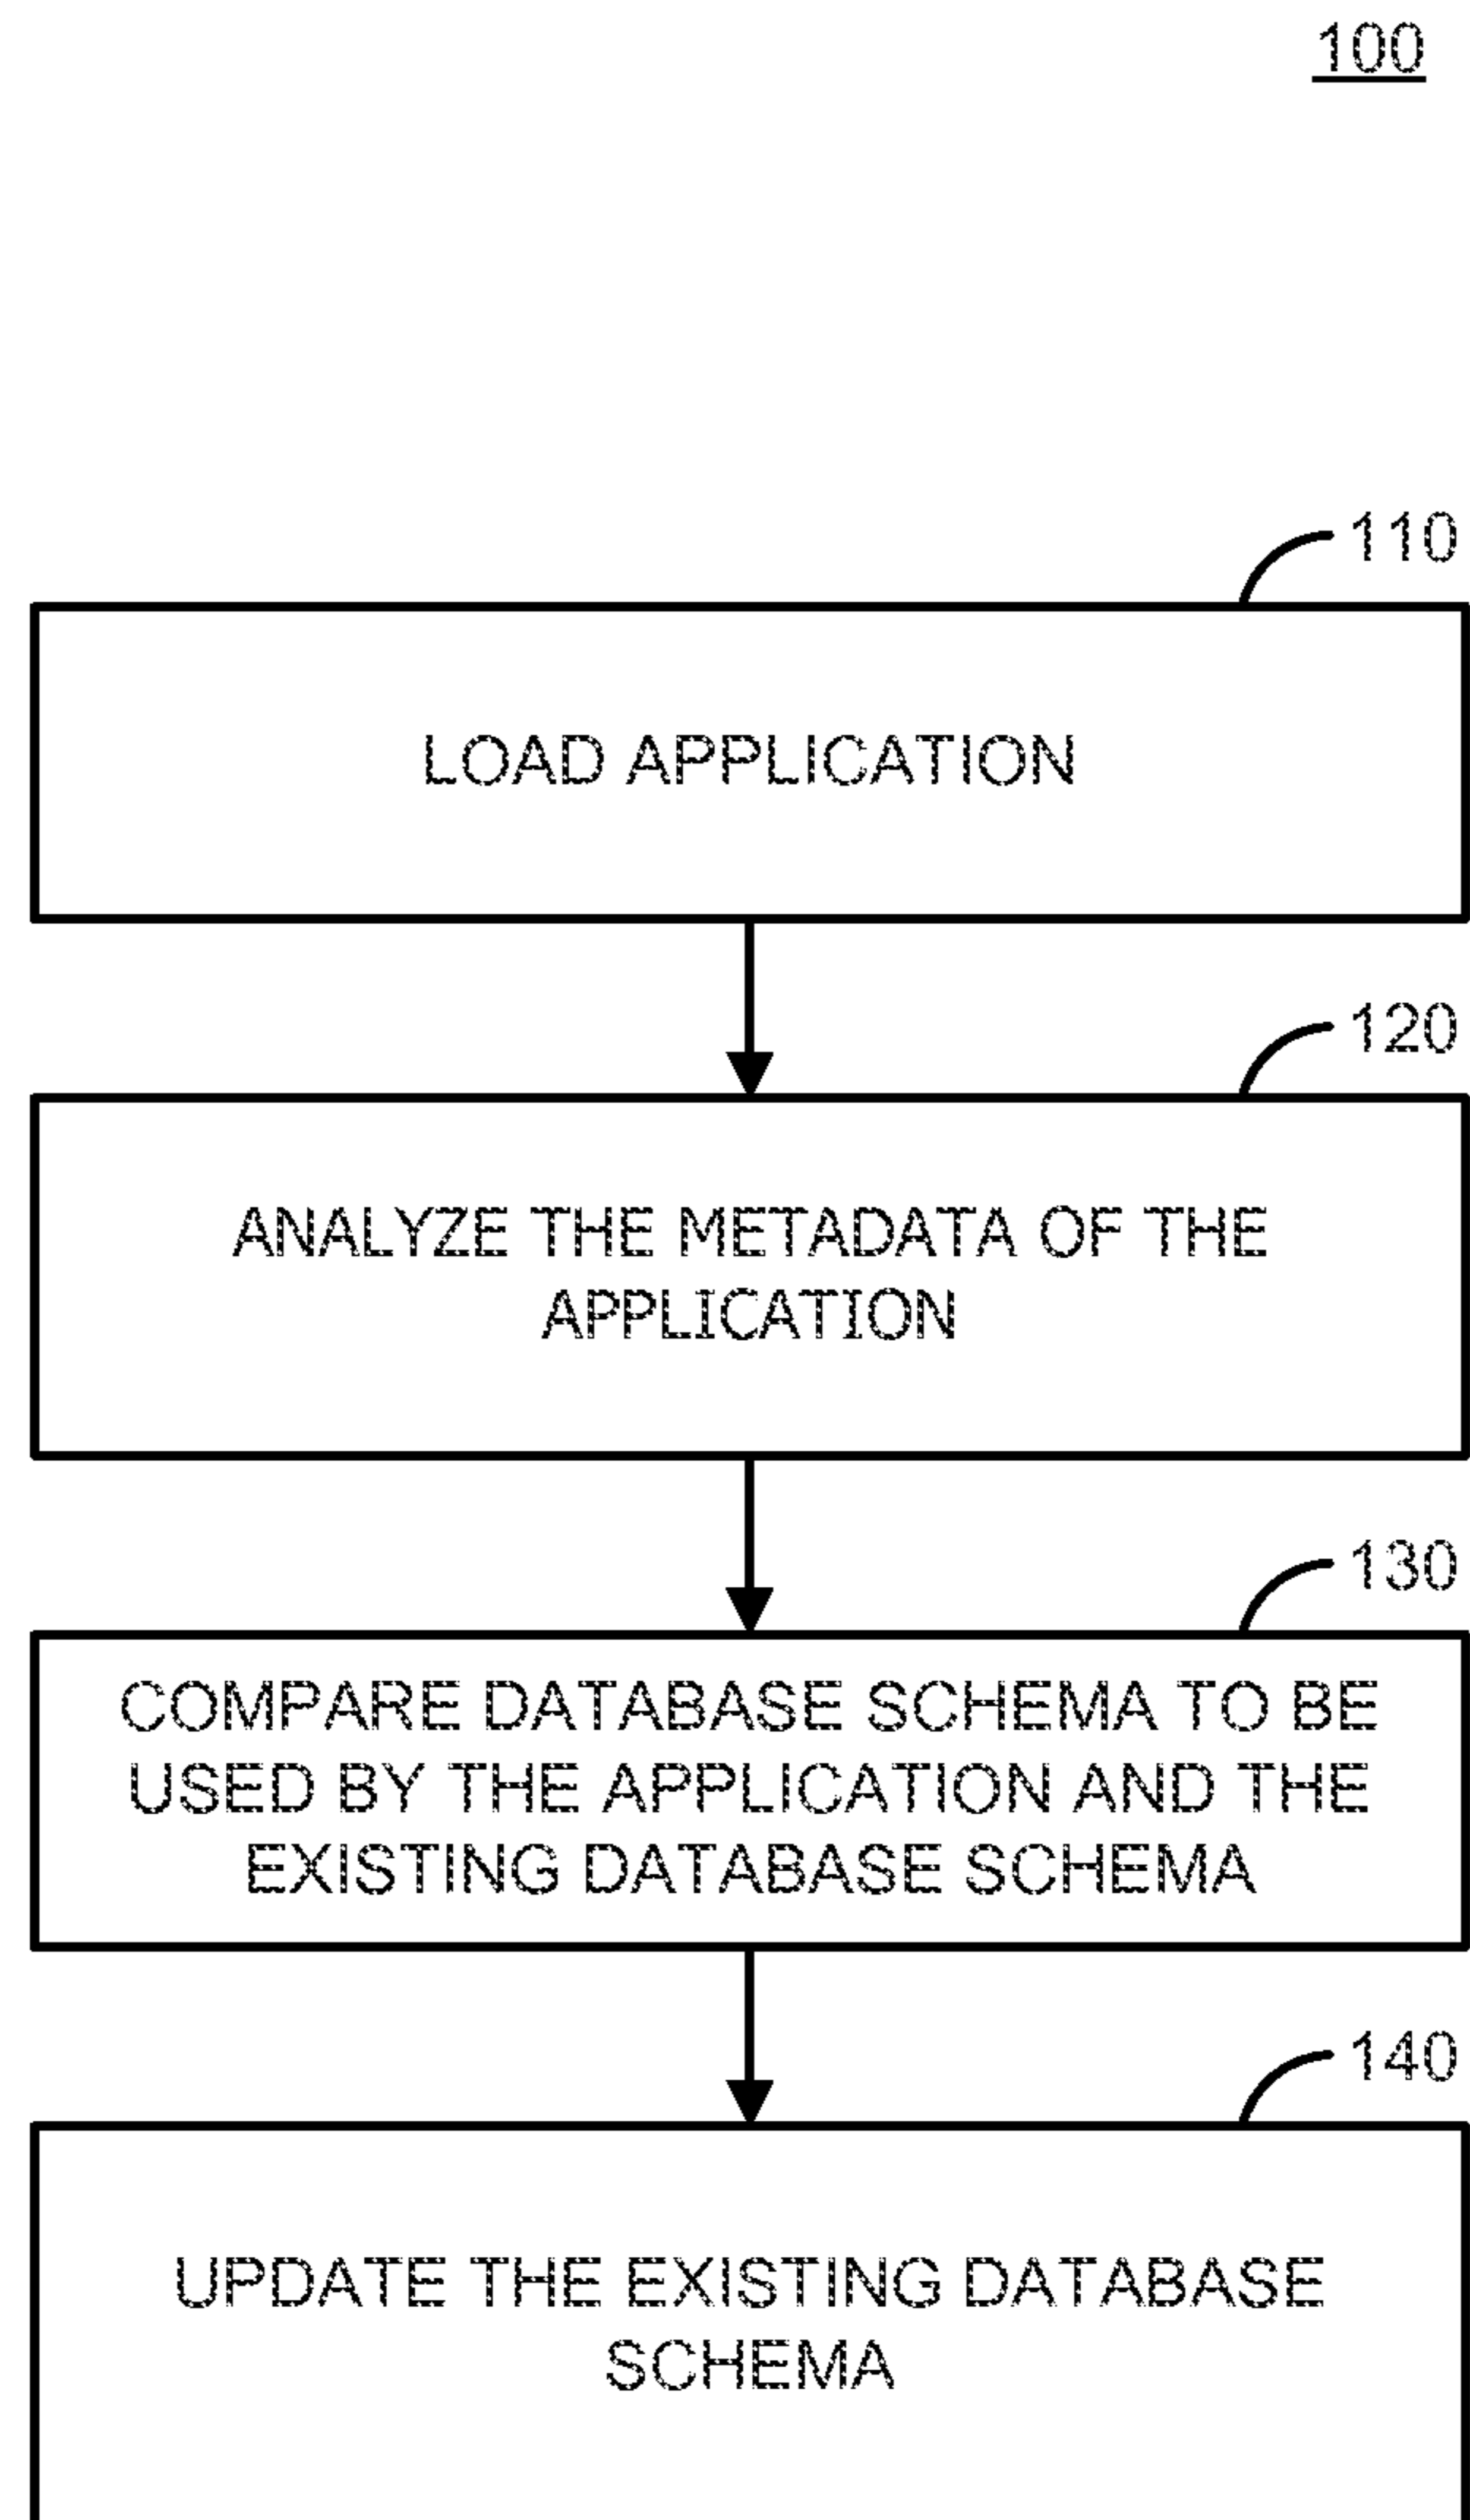 100
110
LOAD APPLICATION
120
ANALYZE THE METADATA OF THE
APPLICATION
130
COMPARE DATABASE SCHEMA TO BE
USED BY THE APPLICATION AND THE
EXISTING DATABASE SCHEMA
140
UPDATE THE EXISTING DATABASE
SCHEMA